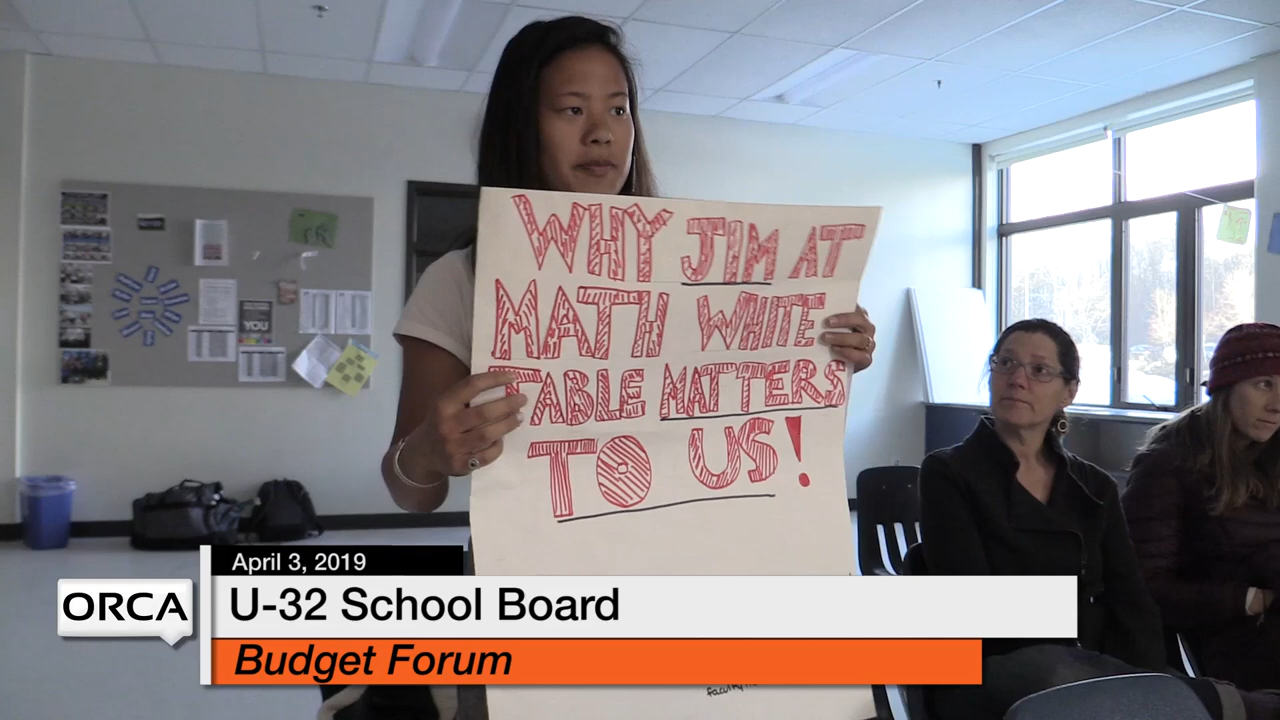 rR
YOU
WHY JIM AT
MATH WHITE
TABLE MATTERS
TO US!
April 3, 2019
ORCA
U-32 School Board
Budget Forum